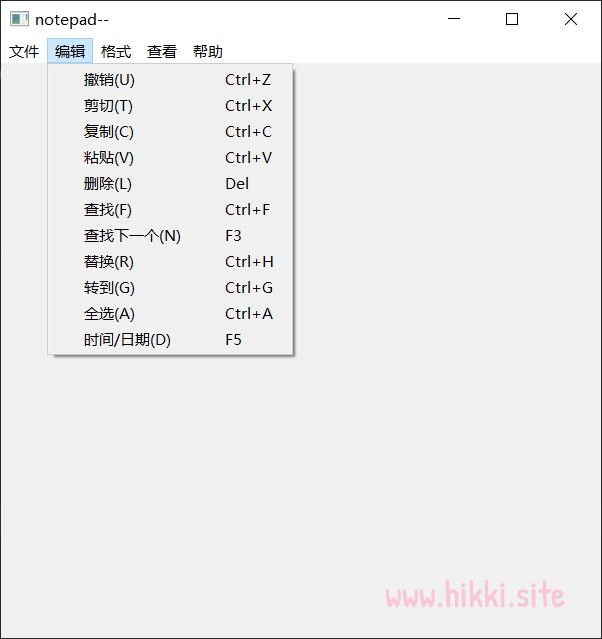 notepad--
文件 编辑 格式 查看 帮助
撤销(U) Ctrl+Z
剪切(T) Ctrl+X
复制(C) Ctrl+C
粘贴(V) Ctrl+V
删除(L) Del
查找(F) Ctrl+F
查找下一个(N) F3
替换(R) Ctrl+H
转到(G) Ctrl+G
全选(A) Ctrl+A
时间/日期(D) F5
www.hikki.site